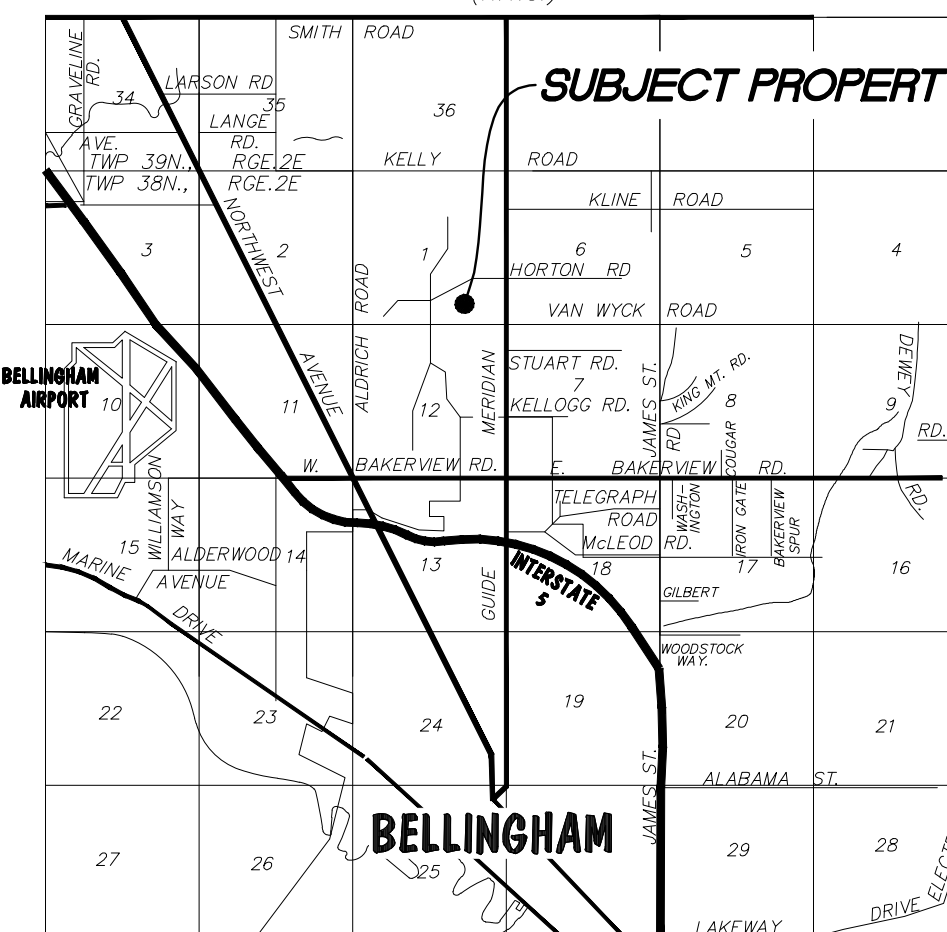 SMITH ROAD
GRAVELINE
RD.
34
LARSON RD
35
36
SUBJECT PROPERT
LANGE
RD.
AVE.
TWP 39N., RGE.2E
TWP 38N., RGE.2E
KELLY ROAD
KLINE ROAD
NORTHWEST
AVENUE
3
2
1
6
5
4
HORTON RD
ALDRICH ROAD
VAN WYCK ROAD
BELLINGHAM
AIRPORT
10
11
12
MERIDIAN
GUIDE
STUART RD.
7
KELLOGG RD.
JAMES ST.
KING MT. RD.
RD
8
COUGAR
9
DEWEY
RD.
RD.
W. BAKERVIEW RD.
E. BAKERVIEW RD.
WILLIAMSON
WAY
TELEGRAPH
ROAD
WASH-
INGTON
IRON GATE
BAKERVIEW
SPUR
McLEOD RD.
15
ALDERWOOD
AVENUE
14
13
INTERSTATE
5
18
17
16
MARINE
DRIVE
GILBERT
WOODSTOCK
WAY.
22
23
24
19
20
21
JAMES ST.
ALABAMA ST.
BELLINGHAM
27
26
25
29
28
DRIVE
LAKEWAY